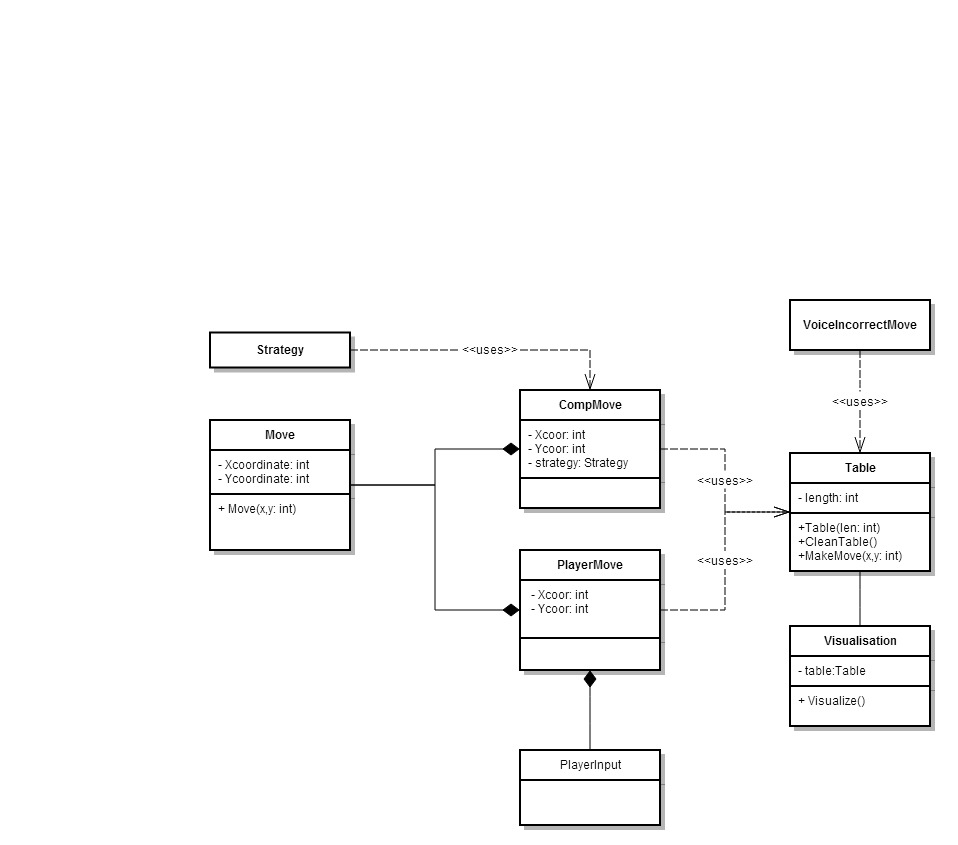 VoiceIncorrectMove
Strategy
<<uses>>
CompMove
- Xcoor: int
- Ycoor: int
- strategy: Strategy
<<uses>>
Move
- Xcoordinate: int
- Ycoordinate: int
+ Move(x,y: int)
<<uses>>
Table
- length: int
+Table(len: int)
+CleanTable()
+MakeMove(x,y: int)
PlayerMove
- Xcoor: int
- Ycoor: int
<<uses>>
Visualisation
- table:Table
+ Visualize()
PlayerInput